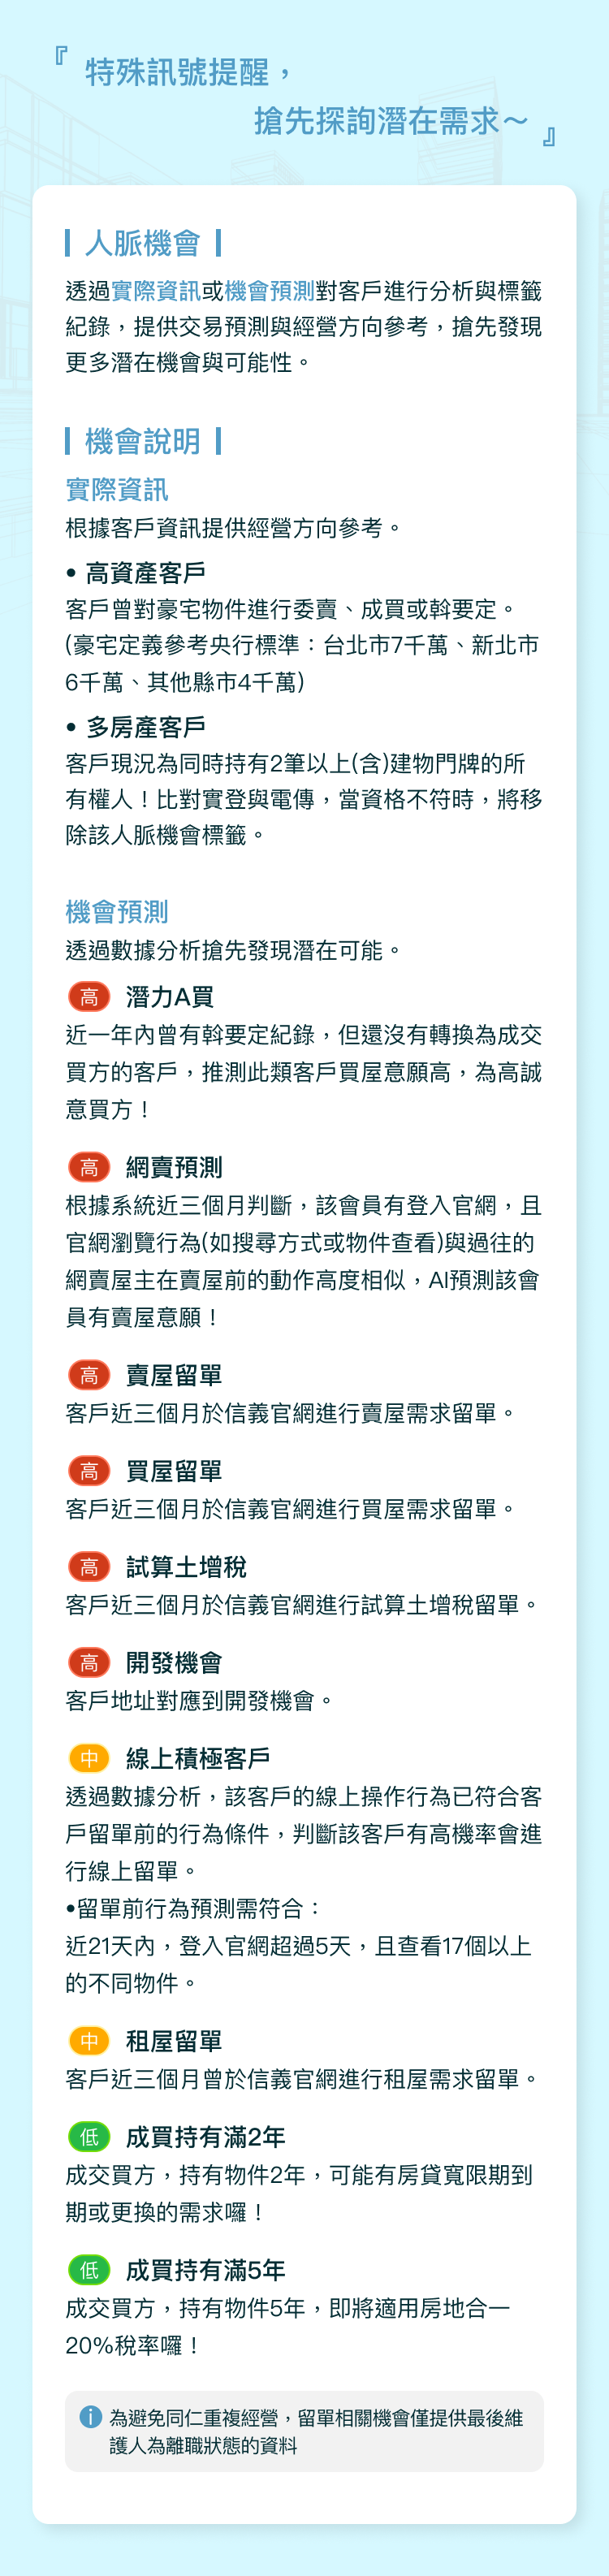 『 特殊訊號提醒，
搶先探詢潛在需求～ 』
人脈機會
透過實際資訊或機會預測對客戶進行分析與標籤
紀錄，提供交易預測與經營方向參考，搶先發現
更多潛在機會與可能性。
機會說明
實際資訊
根據客戶資訊提供經營方向參考。
• 高資產客戶
客戶曾對豪宅物件進行委賣、成買或斡要定。
(豪宅定義參考央行標準：台北市7千萬、新北市
6千萬、其他縣市4千萬)
• 多房產客戶
客戶現況為同時持有2筆以上(含)建物門牌的所
有權人！比對實登與電傳，當資格不符時，將移
除該人脈機會標籤。
機會預測
透過數據分析搶先發現潛在可能。
高 潛力A買
近一年內曾有斡要定紀錄，但還沒有轉換為成交
買方的客戶，推測此類客戶買屋意願高，為高誠
意買方！
高 網賣預測
根據系統近三個月判斷，該會員有登入官網，且
官網瀏覽行為(如搜尋方式或物件查看)與過往的
網賣屋主在賣屋前的動作高度相似，AI預測該會
員有賣屋意願！
高 賣屋留單
客戶近三個月於信義官網進行賣屋需求留單。
高 買屋留單
客戶近三個月於信義官網進行買屋需求留單。
高 試算土增稅
客戶近三個月於信義官網進行試算土增稅留單。
高 開發機會
客戶地址對應到開發機會。
中 線上積極客戶
透過數據分析，該客戶的線上操作行為已符合客
戶留單前的行為條件，判斷該客戶有高機率會進
行線上留單。
•留單前行為預測需符合：
近21天內，登入官網超過5天，且查看17個以上
的不同物件。
中 租屋留單
客戶近三個月曾於信義官網進行租屋需求留單。
低 成買持有滿2年
成交買方，持有物件2年，可能有房貸寬限期到
期或更換的需求囉！
低 成買持有滿5年
成交買方，持有物件5年，即將適用房地合一
20%稅率囉！
為避免同仁重複經營，留單相關機會僅提供最後維
護人為離職狀態的資料